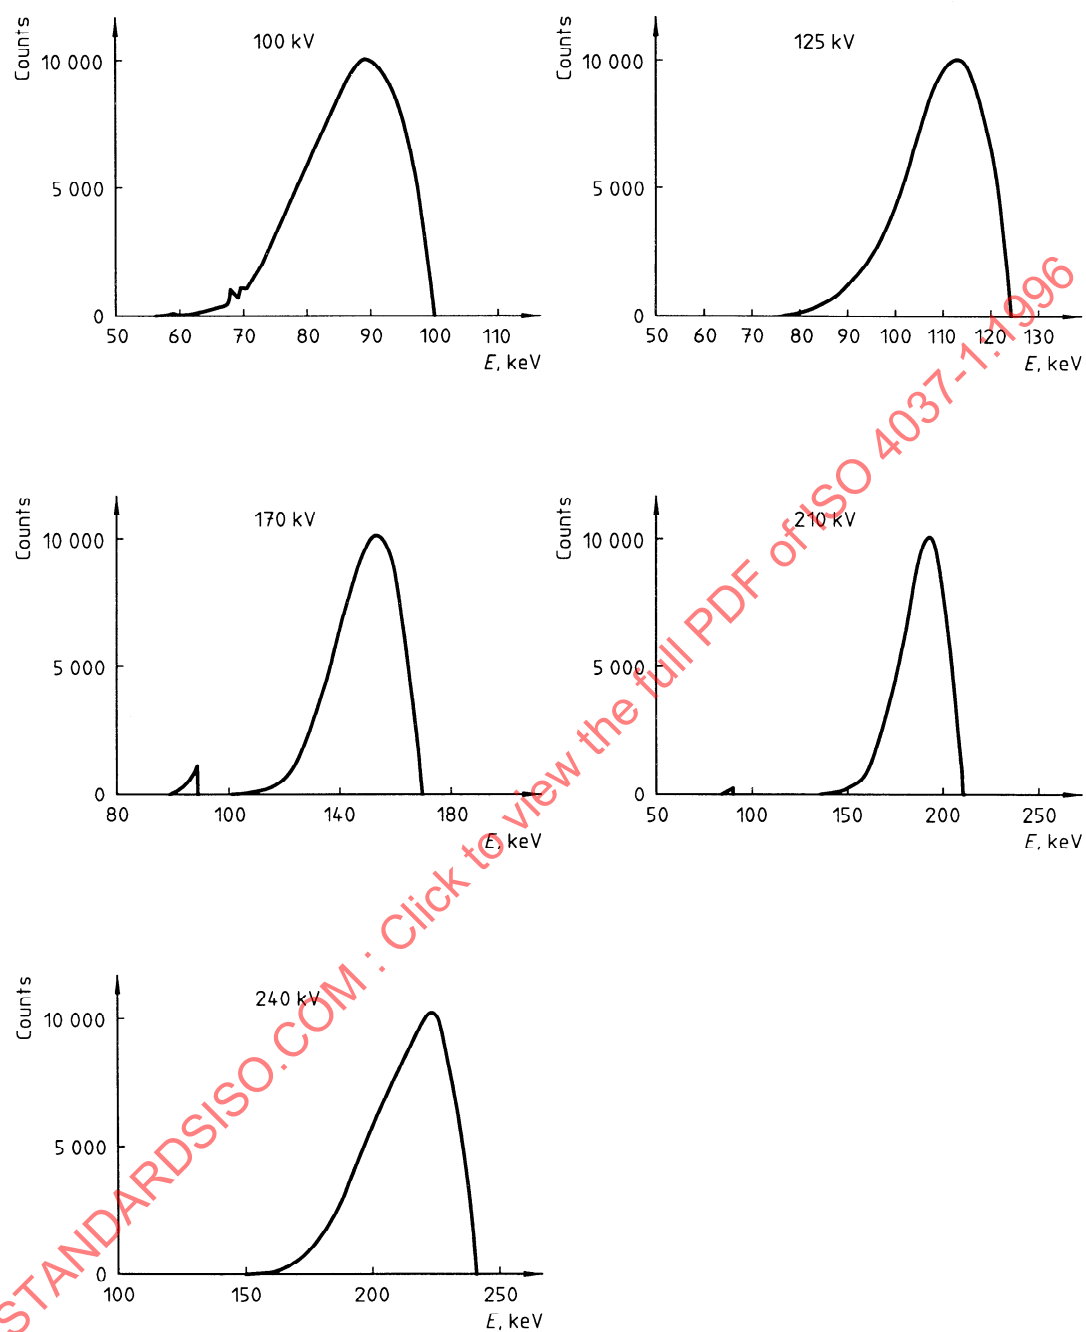 Counts
100 kV
10 000
5 000
0
50 60 70 80 90 100 110
E, keV
Counts
125 kV
10 000
5 000
0
50 60 70 80 90 100 110 120 130
E, keV
Counts
170 kV
10 000
5 000
0
80 100 140 180
E, keV
Counts
210 kV
10 000
5 000
0
50 100 150 200 250
E, keV
Counts
240 kV
10 000
5 000
0
100 150 200 250
E, keV
STANDARDSISO.COM : Click to view the full PDF of ISO 4037-1:1996